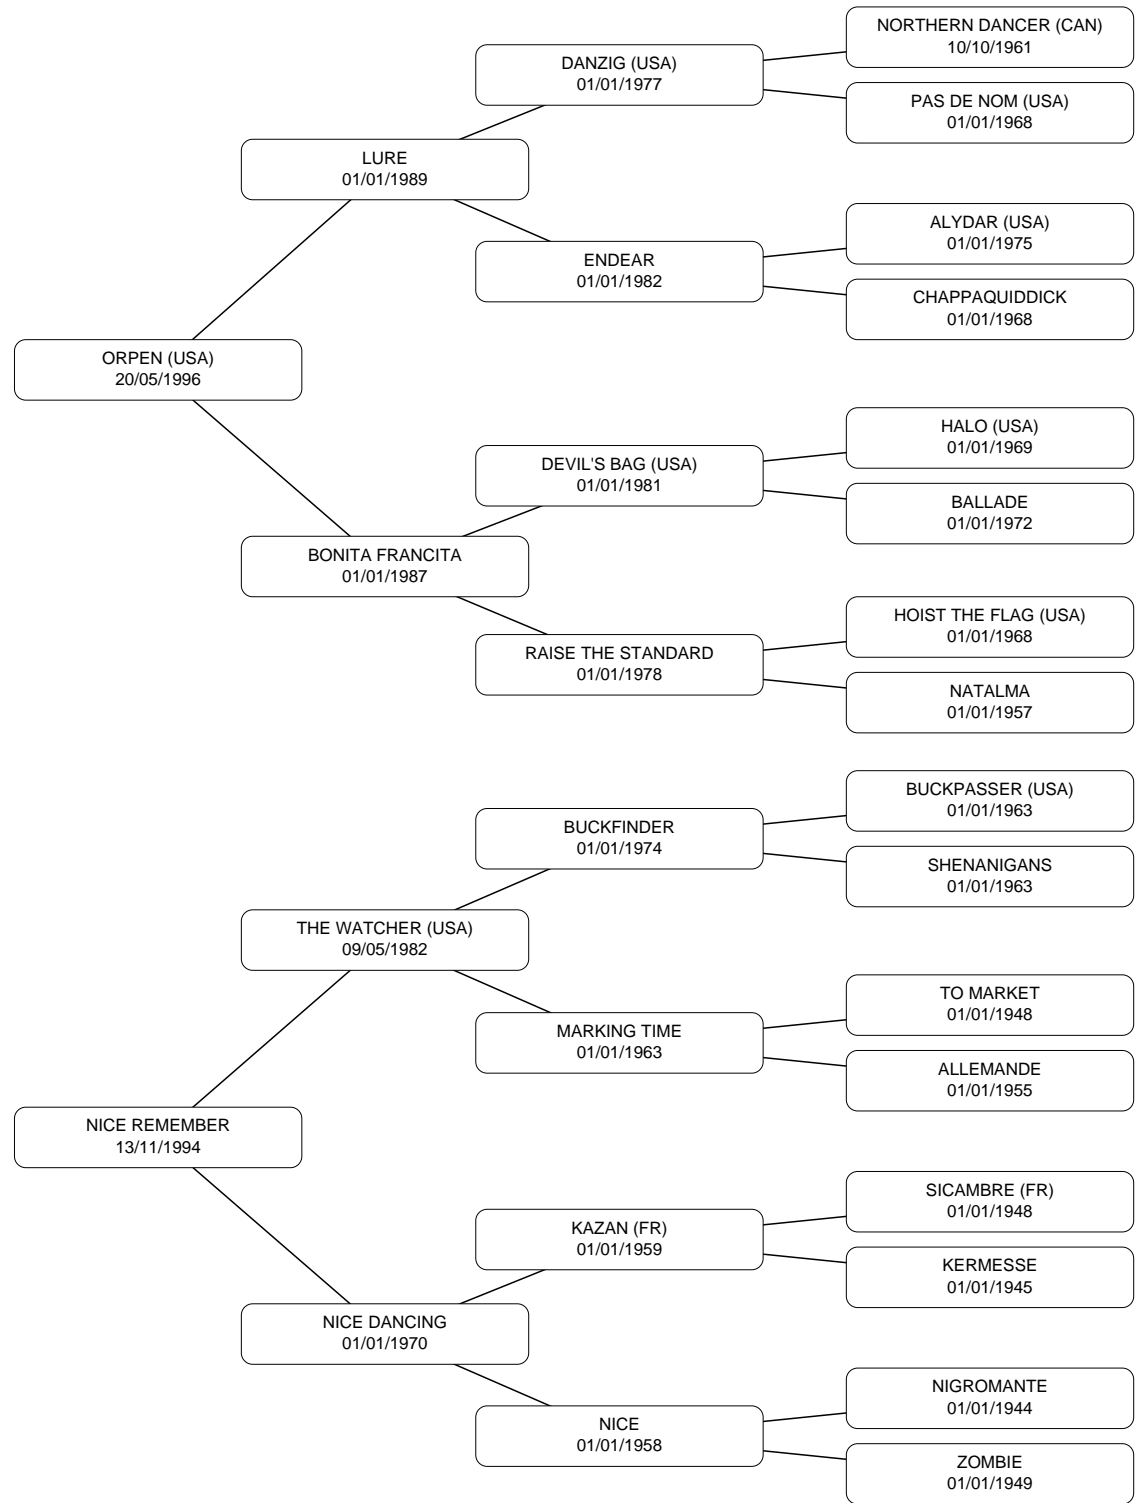 NORTHERN DANCER (CAN)
10/10/1961
DANZIG (USA)
01/01/1977
PAS DE NOM (USA)
01/01/1968
LURE
01/01/1989
ALYDAR (USA)
01/01/1975
ENDEAR
01/01/1982
CHAPPAQUIDDICK
01/01/1968
ORPEN (USA)
20/05/1996
HALO (USA)
01/01/1969
DEVIL'S BAG (USA)
01/01/1981
BALLADE
01/01/1972
BONITA FRANCITA
01/01/1987
HOIST THE FLAG (USA)
01/01/1968
RAISE THE STANDARD
01/01/1978
NATALMA
01/01/1957
BUCKPASSER (USA)
01/01/1963
BUCKFINDER
01/01/1974
SHENANIGANS
01/01/1963
THE WATCHER (USA)
09/05/1982
TO MARKET
01/01/1948
MARKING TIME
01/01/1963
ALLEMANDE
01/01/1955
NICE REMEMBER
13/11/1994
SICAMBRE (FR)
01/01/1948
KAZAN (FR)
01/01/1959
KERMESSE
01/01/1945
NICE DANCING
01/01/1970
NIGROMANTE
01/01/1944
NICE
01/01/1958
ZOMBIE
01/01/1949